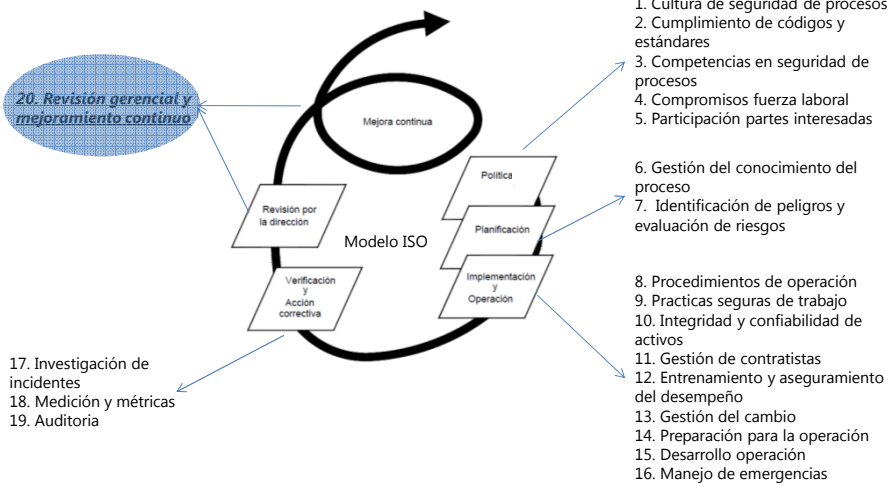 1. Cultura de seguridad de procesos
2. Cumplimiento de códigos y
estándares
3. Competencias en seguridad de
procesos
4. Compromisos fuerza laboral
5. Participación partes interesadas
20. Revisión gerencial y
mejoramiento continuo
Mejora continua
Política
6. Gestión del conocimiento del
proceso
7. Identificación de peligros y
evaluación de riesgos
Revisión por
la dirección
Modelo ISO
Planificación
Verificación
y
Acción
correctiva
Implementación
y
Operación
8. Procedimientos de operación
9. Practicas seguras de trabajo
10. Integridad y confiabilidad de
activos
11. Gestión de contratistas
12. Entrenamiento y aseguramiento
del desempeño
13. Gestión del cambio
14. Preparación para la operación
15. Desarrollo operación
16. Manejo de emergencias
17. Investigación de
incidentes
18. Medición y métricas
19. Auditoria